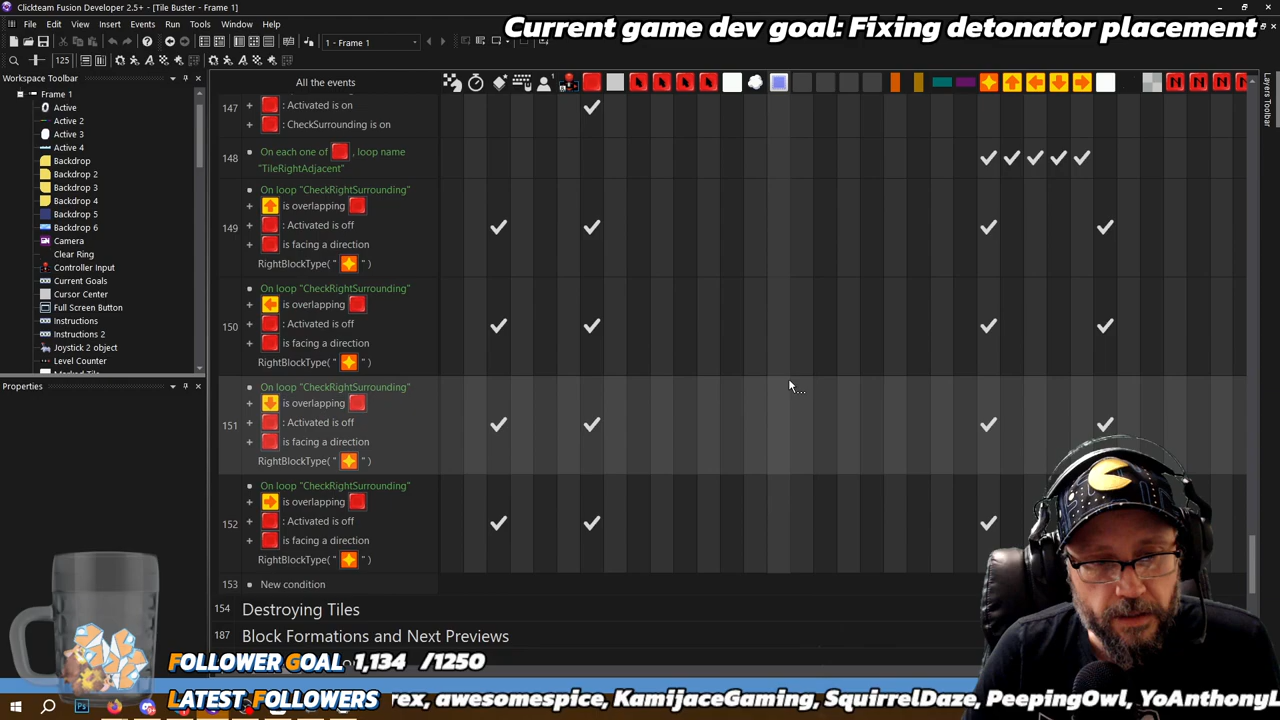 Clickteam Fusion Developer 2.5+ - [Tile Buster - Frame 1]
Current game dev goal: Fixing detonator placement
File Edit View Insert Events Run Tools Window Help
1 - Frame 1
125
Workspace Toolbar
Frame 1
Active
Active 2
Active 3
Active 4
Backdrop
Backdrop 2
Backdrop 3
Backdrop 4
Backdrop 5
Backdrop 6
Camera
Clear Ring
Controller Input
Current Goals
Cursor Center
Full Screen Button
Instructions
Instructions 2
Joystick 2 object
Level Counter
Properties
All the events
Layers Toolbar
147
+ : Activated is on
+ : CheckSurrounding is on
148
On each one of , loop name
"TileRightAdjacent"
149
On loop "CheckRightSurrounding"
+ is overlapping
+ : Activated is off
+ is facing a direction
RightBlockType( " " )
150
On loop "CheckRightSurrounding"
+ is overlapping
+ : Activated is off
+ is facing a direction
RightBlockType( " " )
151
On loop "CheckRightSurrounding"
+ is overlapping
+ : Activated is off
+ is facing a direction
RightBlockType( " " )
152
On loop "CheckRightSurrounding"
+ is overlapping
+ : Activated is off
+ is facing a direction
RightBlockType( " " )
153 New condition
154 Destroying Tiles
187 Block Formations and Next Previews
FOLLOWER GOAL 1,134 /1250
LATEST FOLLOWERS rex, awesomespice, KamijaceGaming, SquirrelDaze, PeepingOwl, YoAnthonyL